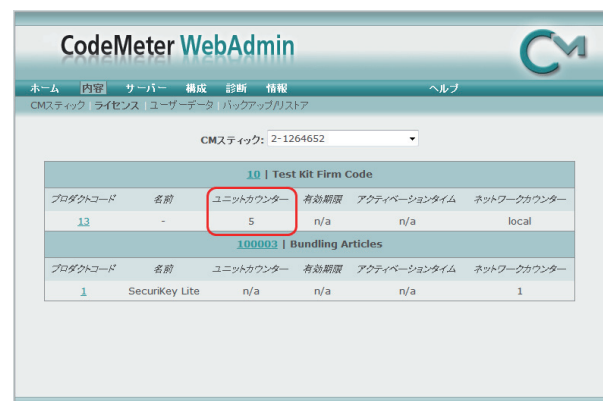 CodeMeter WebAdmin
CM
ホーム 内容 サーバー 構成 診断 情報 ヘルプ
CMスティック | ライセンス | ユーザーデータ | バックアップ/リストア
CMスティック: 2-1264652
10 | Test Kit Firm Code
プロダクトコード 名前 ユニットカウンター 有効期限 アクティベーションタイム ネットワークカウンター
13 - 5 n/a n/a local
100003 | Bundling Articles
プロダクトコード 名前 ユニットカウンター 有効期限 アクティベーションタイム ネットワークカウンター
1 SecuriKey Lite n/a n/a n/a 1